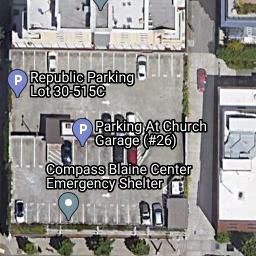 Republic Parking
Lot 30-515C
Parking At Church
Garage (#26)
Compass Blaine Center
Emergency Shelter